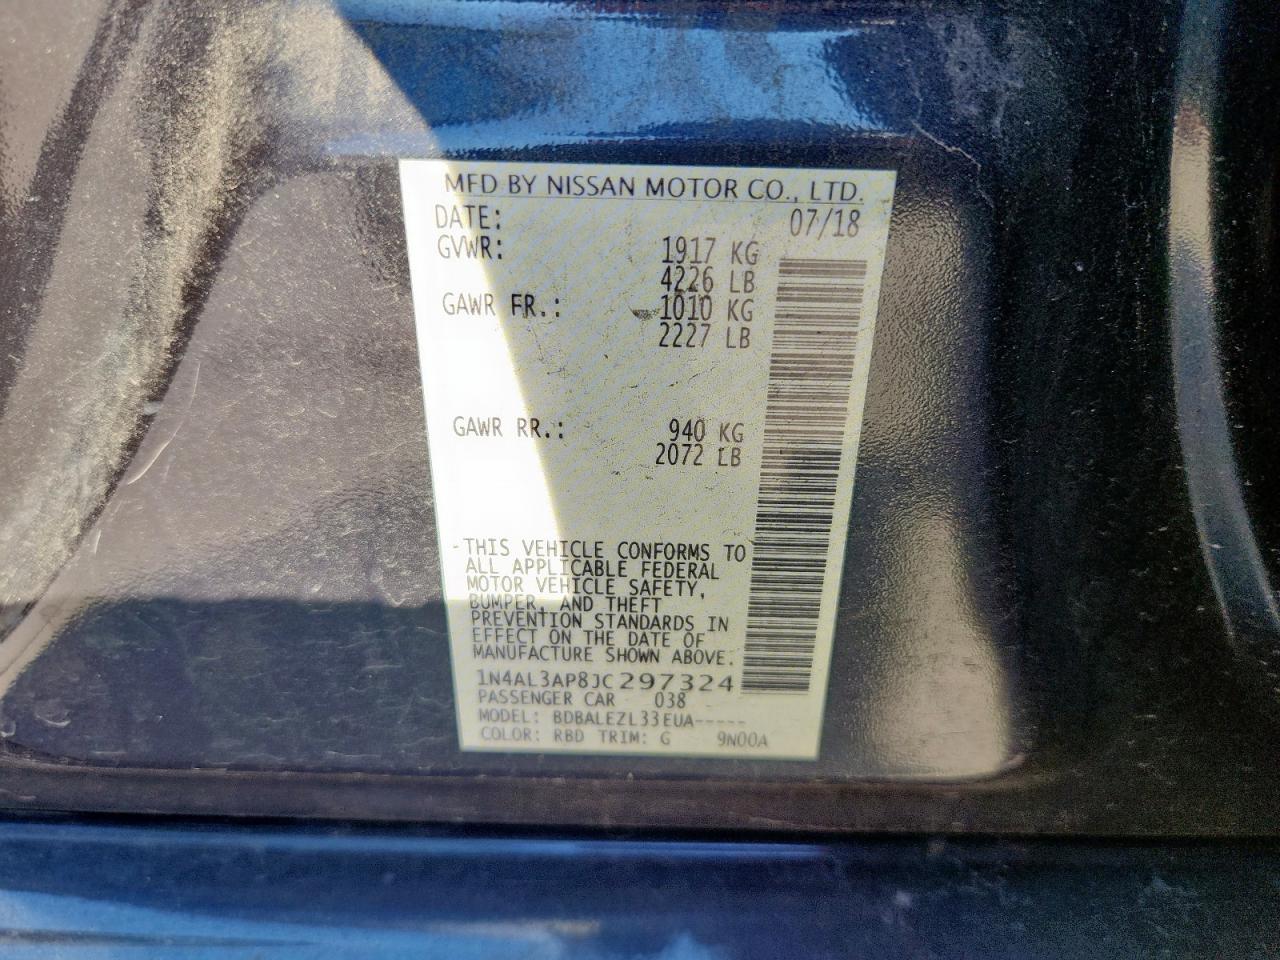 MFD BY NISSAN MOTOR CO., LTD.
DATE: 07/18
GVWR: 1917 KG
4226 LB
GAWR FR.: 1010 KG
2227 LB
GAWR RR.: 940 KG
2072 LB
THIS VEHICLE CONFORMS TO
ALL APPLICABLE FEDERAL
MOTOR VEHICLE SAFETY,
BUMPER, AND THEFT
PREVENTION STANDARDS IN
EFFECT ON THE DATE OF
MANUFACTURE SHOWN ABOVE.
1N4AL3AP8JC297324
PASSENGER CAR 038
MODEL: BDBALEZL33EUA-----
COLOR: RBD TRIM: G 9N00A